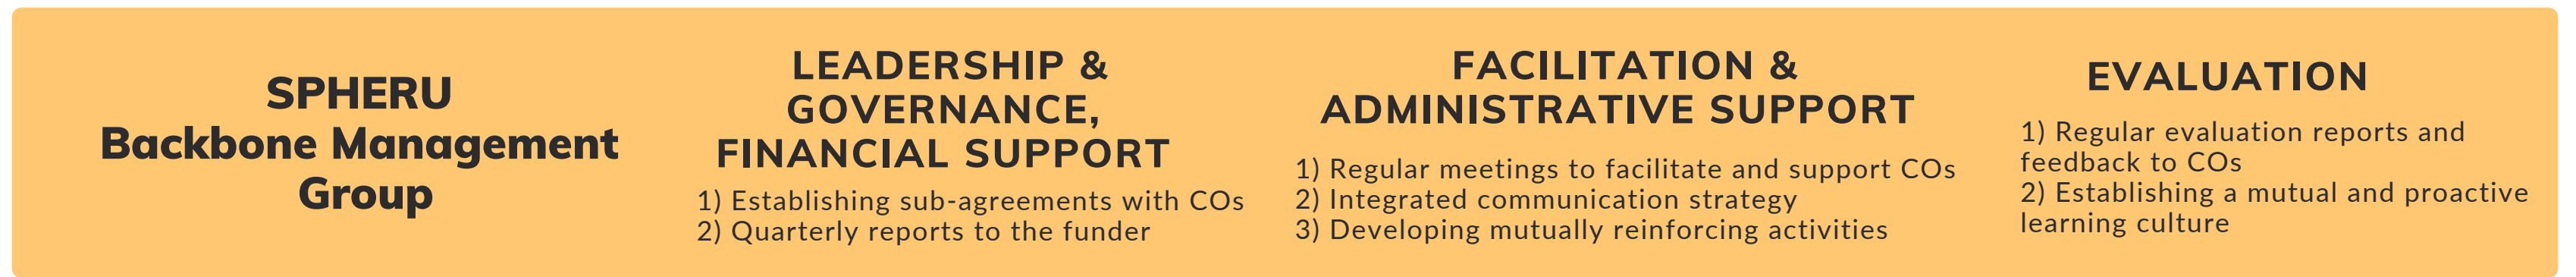 SPHERU
Backbone Management
Group
LEADERSHIP &
GOVERNANCE,
FINANCIAL SUPPORT
1) Establishing sub-agreements with COs
2) Quarterly reports to the funder
FACILITATION &
ADMINISTRATIVE SUPPORT
1) Regular meetings to facilitate and support COs
2) Integrated communication strategy
3) Developing mutually reinforcing activities
EVALUATION
1) Regular evaluation reports and
feedback to COs
2) Establishing a mutual and proactive
learning culture